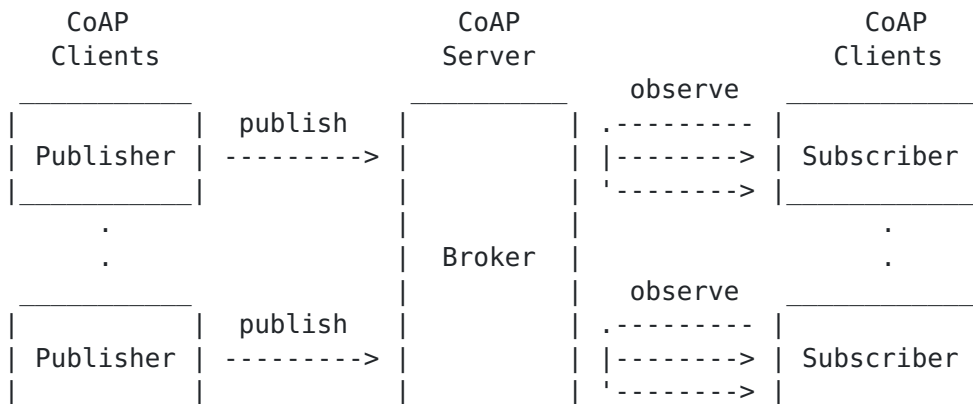 CoAP CoAP CoAP
Clients Server Clients
observe
publish
Publisher Subscriber
Broker
observe
publish
Publisher Subscriber